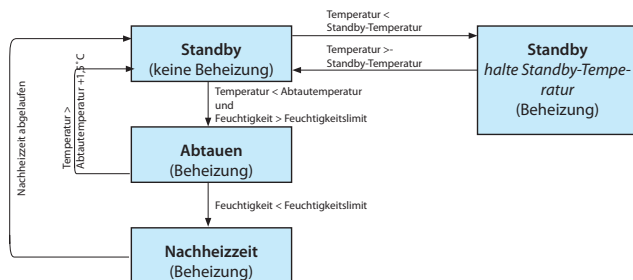 Temperatur <
Standby-Temperatur
Standby
(keine Beheizung)
Temperatur >-
Standby-Temperatur
Standby
halte Standby-Tempe-
ratur
(Beheizung)
Nachheizzeit abgelaufen
Temperatur >
Abtautemperatur +1,5°C
Temperatur < Abtautemperatur
und
Feuchtigkeit > Feuchtigkeitslimit
Abtauen
(Beheizung)
Feuchtigkeit < Feuchtigkeitslimit
Nachheizzeit
(Beheizung)